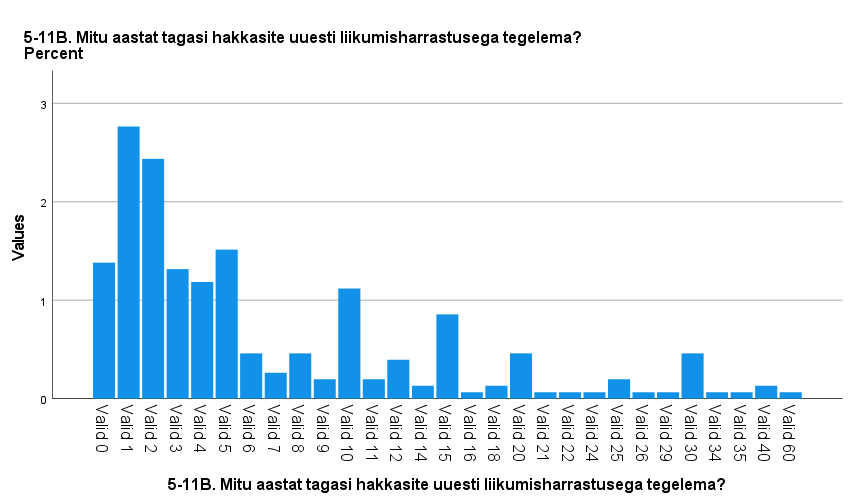 5-11B. Mitu aastat tagasi hakkasite uuesti liikumisharrastusega tegelema?
Percent
3
2
1
0
Values
Valid 0
Valid 1
Valid 2
Valid 3
Valid 4
Valid 5
Valid 6
Valid 7
Valid 8
Valid 9
Valid 10
Valid 11
Valid 12
Valid 14
Valid 15
Valid 16
Valid 18
Valid 20
Valid 21
Valid 22
Valid 24
Valid 25
Valid 26
Valid 29
Valid 30
Valid 34
Valid 35
Valid 40
Valid 60
5-11B. Mitu aastat tagasi hakkasite uuesti liikumisharrastusega tegelema?